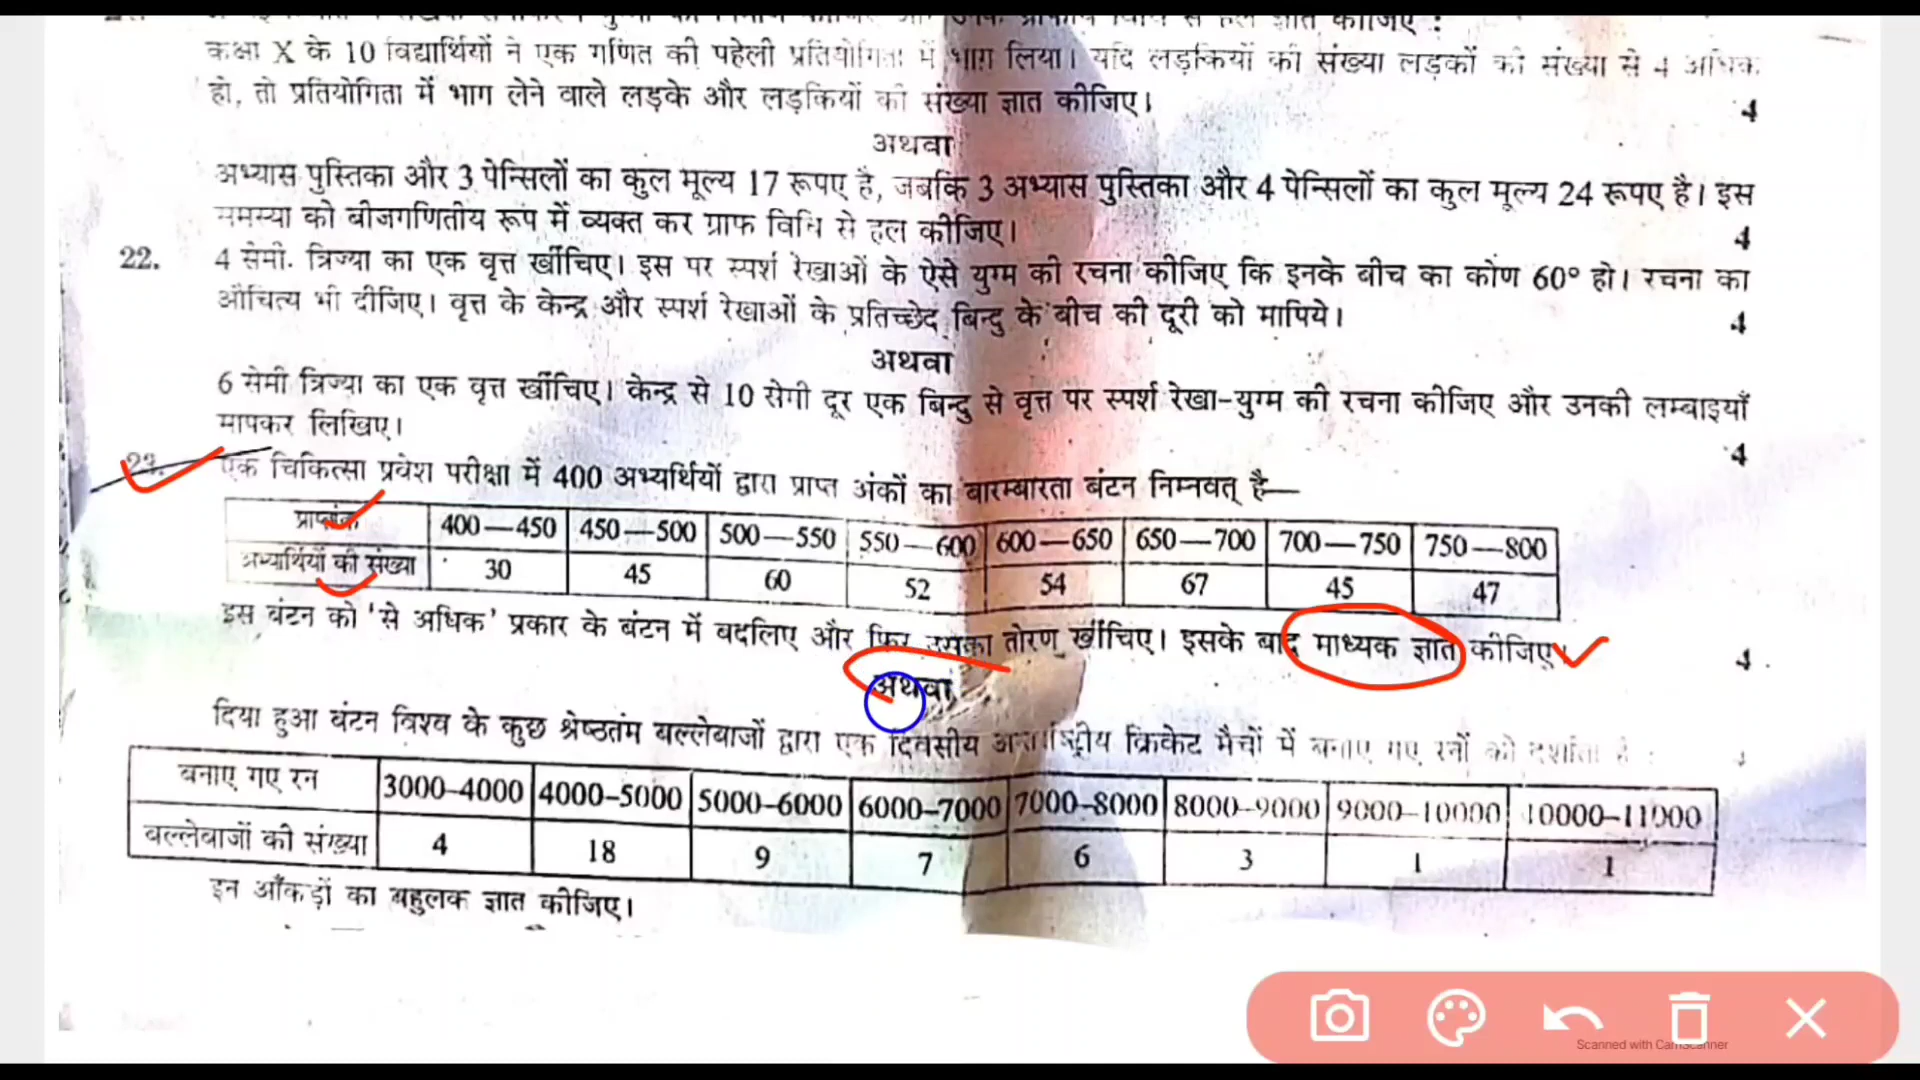 कक्षा X के 10 विद्यार्थियों ने एक गणित की पहेली प्रतियोगिता में भाग लिया। यदि लड़कियों की संख्या लड़कों की संख्या से 4 अधिक
हो, तो प्रतियोगिता में भाग लेने वाले लड़के और लड़कियों की संख्या ज्ञात कीजिए।
4
अथवा
अभ्यास पुस्तिका और 3 पेन्सिलों का कुल मूल्य 17 रूपए है, जबकि 3 अभ्यास पुस्तिका और 4 पेन्सिलों का कुल मूल्य 24 रूपए है। इस
समस्या को बीजगणितीय रूप में व्यक्त कर ग्राफ विधि से हल कीजिए।
4
22. 4 सेमी. त्रिज्या का एक वृत्त खींचिए। इस पर स्पर्श रेखाओं के ऐसे युग्म की रचना कीजिए कि इनके बीच का कोण 60° हो। रचना का
औचित्य भी दीजिए। वृत्त के केन्द्र और स्पर्श रेखाओं के प्रतिच्छेद बिन्दु के बीच की दूरी को मापिये।
4
अथवा
6 सेमी त्रिज्या का एक वृत्त खींचिए। केन्द्र से 10 सेमी दूर एक बिन्दु से वृत्त पर स्पर्श रेखा-युग्म की रचना कीजिए और उनकी लम्बाइयाँ
मापकर लिखिए।
4
23. एक चिकित्सा प्रवेश परीक्षा में 400 अभ्यर्थियों द्वारा प्राप्त अंकों का बारम्बारता बंटन निम्नवत् है—
प्राप्तांक 400—450 450—500 500—550 550—600 600—650 650—700 700—750 750—800
अभ्यार्थियों की संख्या 30 45 60 52 54 67 45 47
इस बंटन को 'से अधिक' प्रकार के बंटन में बदलिए और फिर उसका तोरण खींचिए। इसके बाद माध्यक ज्ञात कीजिए।
4
अथवा
दिया हुआ बंटन विश्व के कुछ श्रेष्ठतंम बल्लेबाजों द्वारा एक दिवसीय अन्तर्राष्ट्रीय क्रिकेट मैचों में बनाए गए रनों को दर्शाता है :
बनाए गए रन 3000–4000 4000–5000 5000–6000 6000–7000 7000–8000 8000–9000 9000–10000 10000–11000
बल्लेबाजों की संख्या 4 18 9 7 6 3 1 1
इन आँकड़ों का बहुलक ज्ञात कीजिए।
Scanned with CamScanner